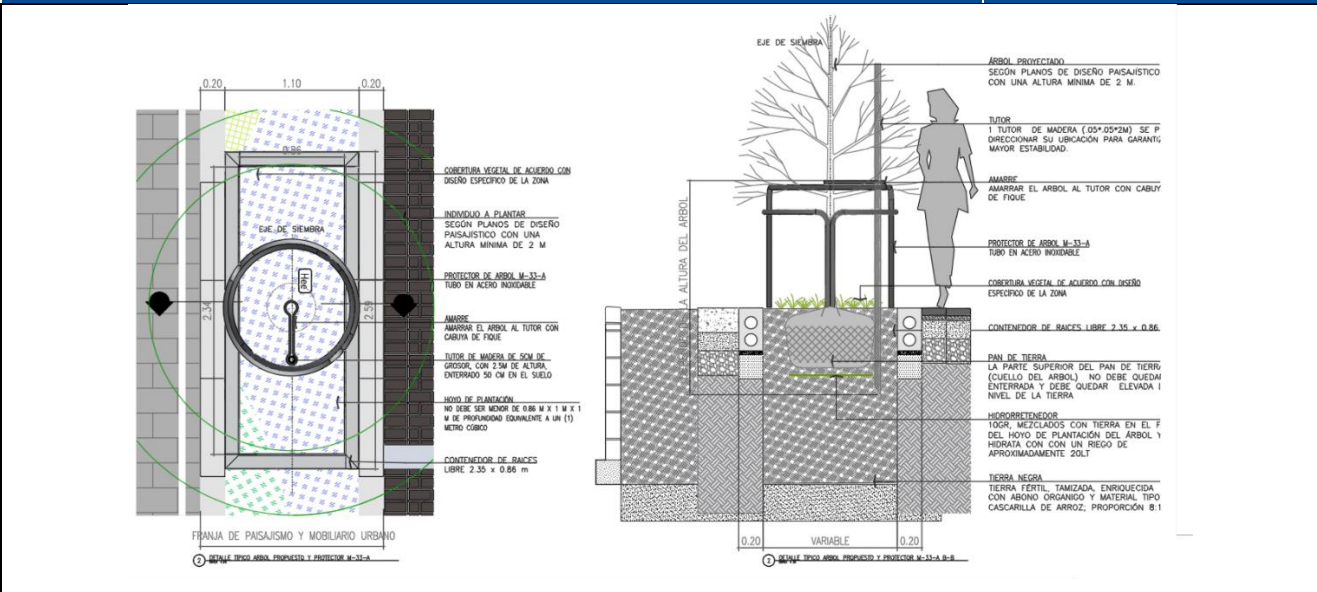 0.20
1.10
0.20
0.86
EJE DE SIEMBRA
Hee
2.34
2.59
COBERTURA VEGETAL DE ACUERDO CON
DISEÑO ESPECÍFICO DE LA ZONA
INDIVIDUO A PLANTAR
SEGÚN PLANOS DE DISEÑO
PAISAJÍSTICO CON UNA
ALTURA MÍNIMA DE 2 M
PROTECTOR DE ARBOL M-33-A
TUBO EN ACERO INOXIDABLE
AMARRE
AMARRAR EL ARBOL AL TUTOR CON
CABUYA DE FIQUE
TUTOR DE MADERA DE 5CM DE
GROSOR, CON 2.5M DE ALTURA,
ENTERRADO 50 CM EN EL SUELO
HOYO DE PLANTACIÓN
NO DEBE SER MENOR DE 0.86 M X 1 M X 1
M DE PROFUNDIDAD EQUIVALENTE A UN (1)
METRO CÚBICO
CONTENEDOR DE RAICES
LIBRE 2.35 x 0.86 m
FRANJA DE PAISAJISMO Y MOBILIARIO URBANO
2 DETALLE TIPICO ARBOL PROPUESTO Y PROTECTOR M-33-A
EJE DE SIEMBRA
LA ALTURA DEL ARBOL
ÁRBOL PROYECTADO
SEGÚN PLANOS DE DISEÑO PAISAJÍSTICO
CON UNA ALTURA MÍNIMA DE 2 M.
TUTOR
1 TUTOR DE MADERA (.05*.05*2M) SE P
DIRECCIONAR SU UBICACIÓN PARA GARANTIZ
MAYOR ESTABILIDAD.
AMARRE
AMARRAR EL ARBOL AL TUTOR CON CABUY
DE FIQUE
PROTECTOR DE ARBOL M-33-A
TUBO EN ACERO INOXIDABLE
COBERTURA VEGETAL DE ACUERDO CON DISEÑO
ESPECÍFICO DE LA ZONA
CONTENEDOR DE RAICES LIBRE 2.35 x 0.86
PAN DE TIERRA
LA PARTE SUPERIOR DEL PAN DE TIERRA
(CUELLO DEL ARBOL) NO DEBE QUEDAR
ENTERRADA Y DEBE QUEDAR ELEVADA
NIVEL DE LA TIERRA
HIDRORRETENEDOR
10GR, MEZCLADOS CON TIERRA EN EL F
DEL HOYO DE PLANTACIÓN DEL ÁRBOL Y
HIDRATA CON CON UN RIEGO DE
APROXIMADAMENTE 20LT
TIERRA NEGRA
TIERRA FÉRTIL, TAMIZADA, ENRIQUECIDA
CON ABONO ORGANICO Y MATERIAL TIPO
CASCARILLA DE ARROZ; PROPORCIÓN 8:1
0.20
VARIABLE
0.20
DETALLE TIPICO ARBOL PROPUESTO Y PROTECTOR M-33-A B-B